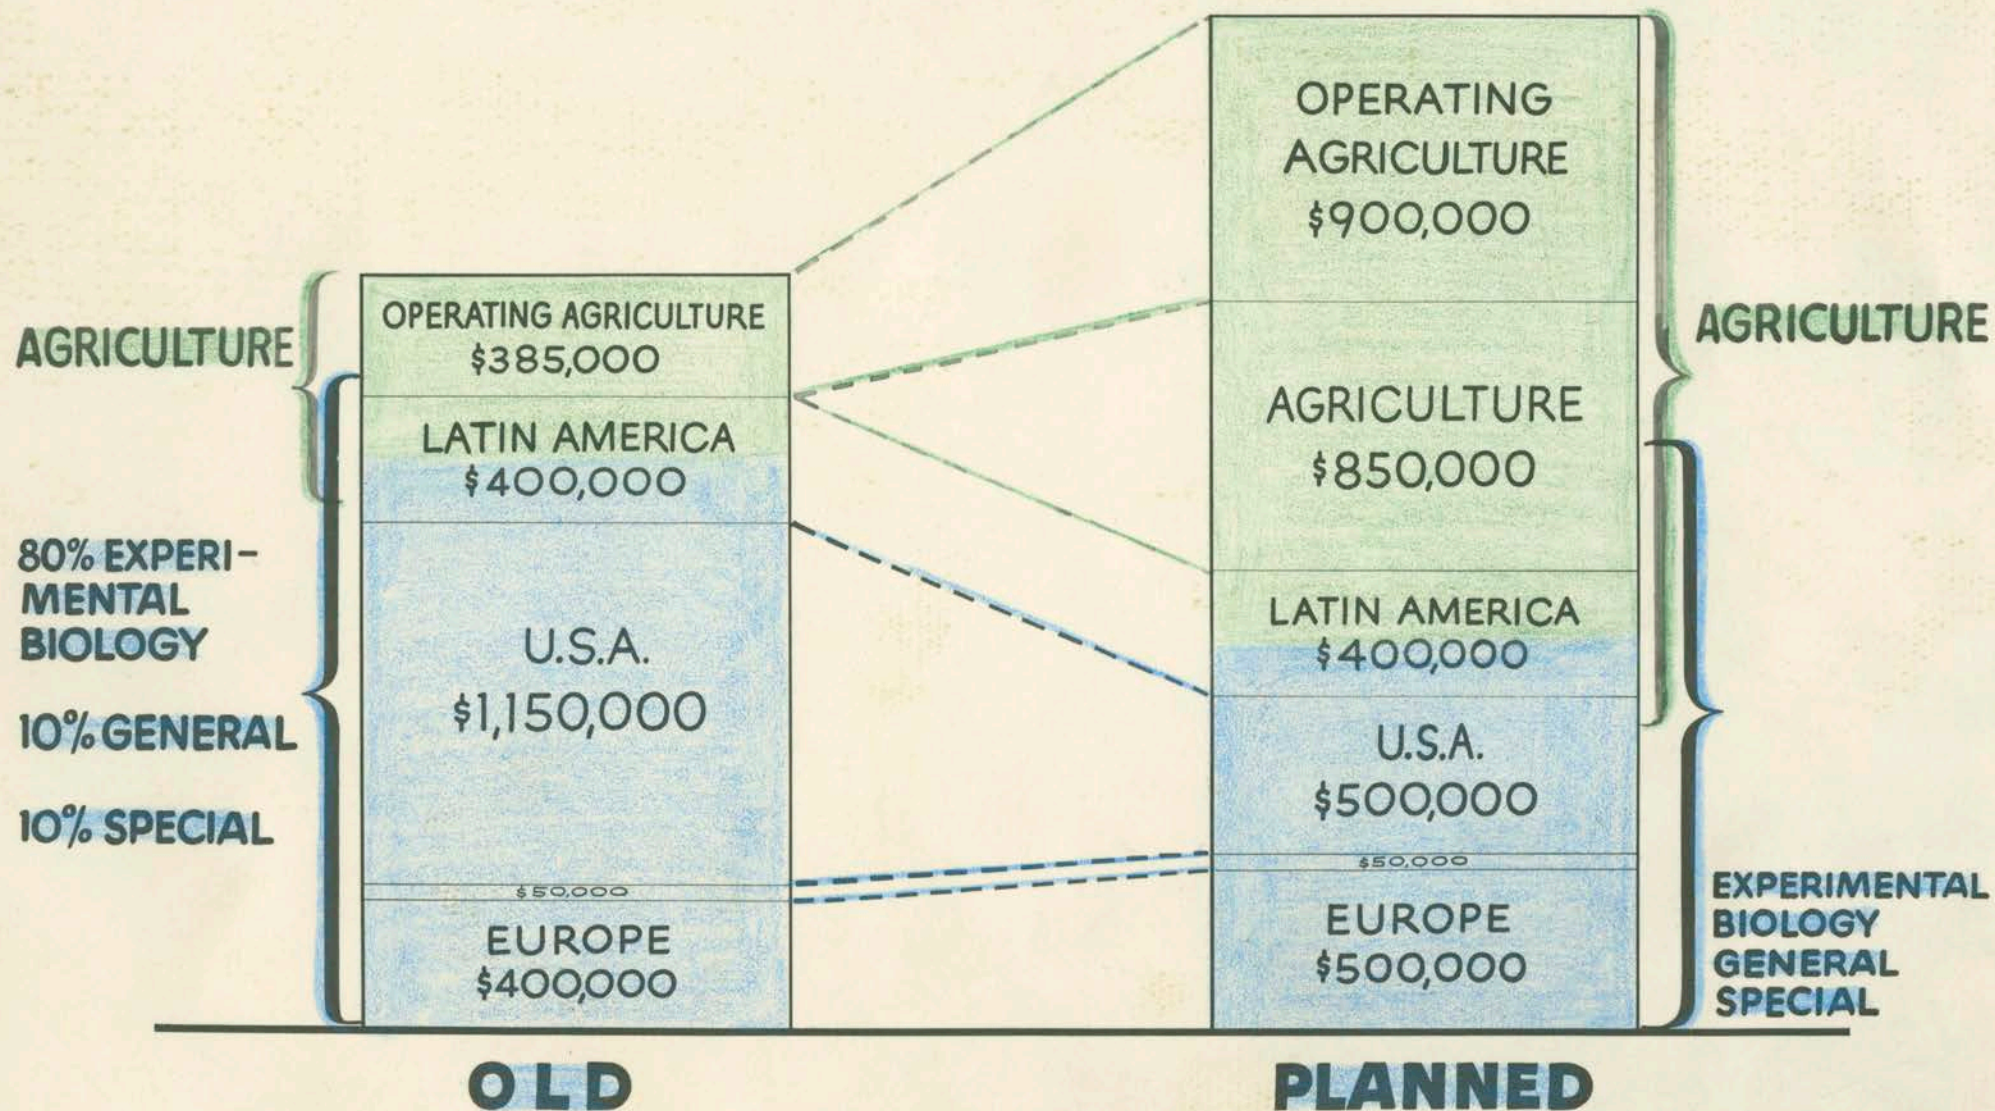 AGRICULTURE
80% EXPERI-
MENTAL
BIOLOGY
10% GENERAL
10% SPECIAL
OPERATING AGRICULTURE
$385,000
LATIN AMERICA
$400,000
U.S.A.
$1,150,000
$50,000
EUROPE
$400,000
OLD
OPERATING
AGRICULTURE
$900,000
AGRICULTURE
$850,000
LATIN AMERICA
$400,000
U.S.A.
$500,000
$50,000
EUROPE
$500,000
PLANNED
AGRICULTURE
EXPERIMENTAL
BIOLOGY
GENERAL
SPECIAL